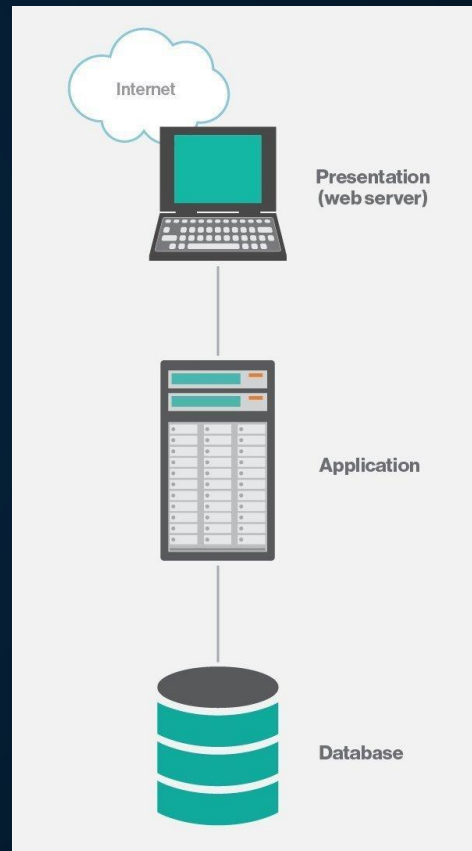 Internet
Presentation
(web server)
Application
Database